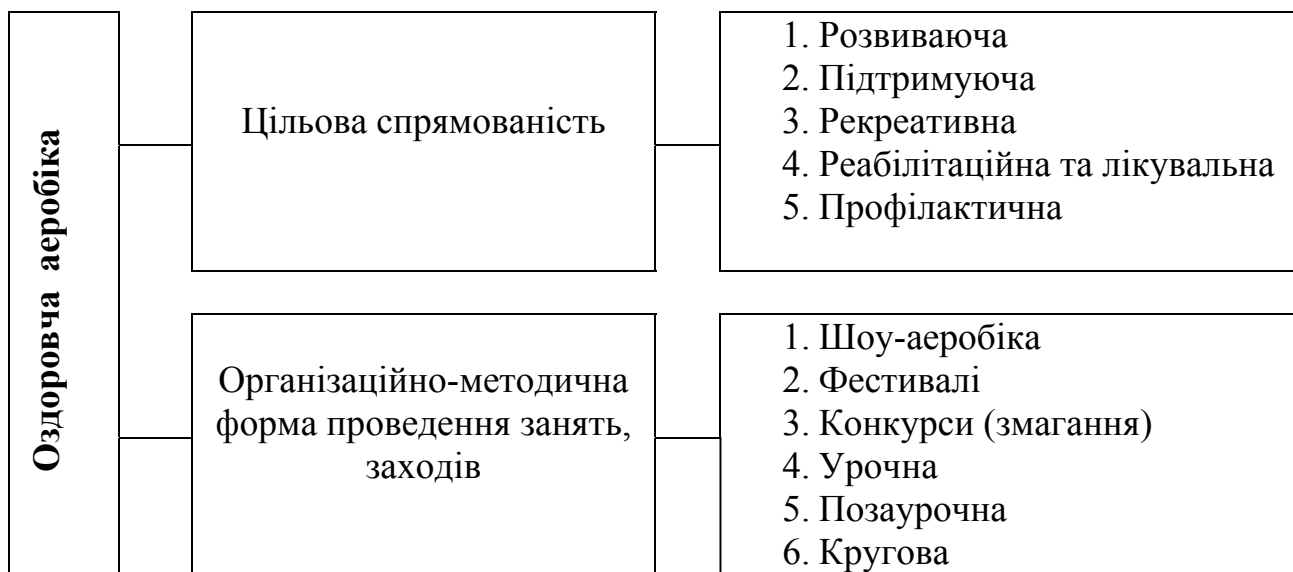 Оздоровча аеробіка
Цільова спрямованість
1. Розвиваюча
2. Підтримуюча
3. Рекреативна
4. Реабілітаційна та лікувальна
5. Профілактична
Організаційно-методична
форма проведення занять,
заходів
1. Шоу-аеробіка
2. Фестивалі
3. Конкурси (змагання)
4. Урочна
5. Позаурочна
6. Кругова